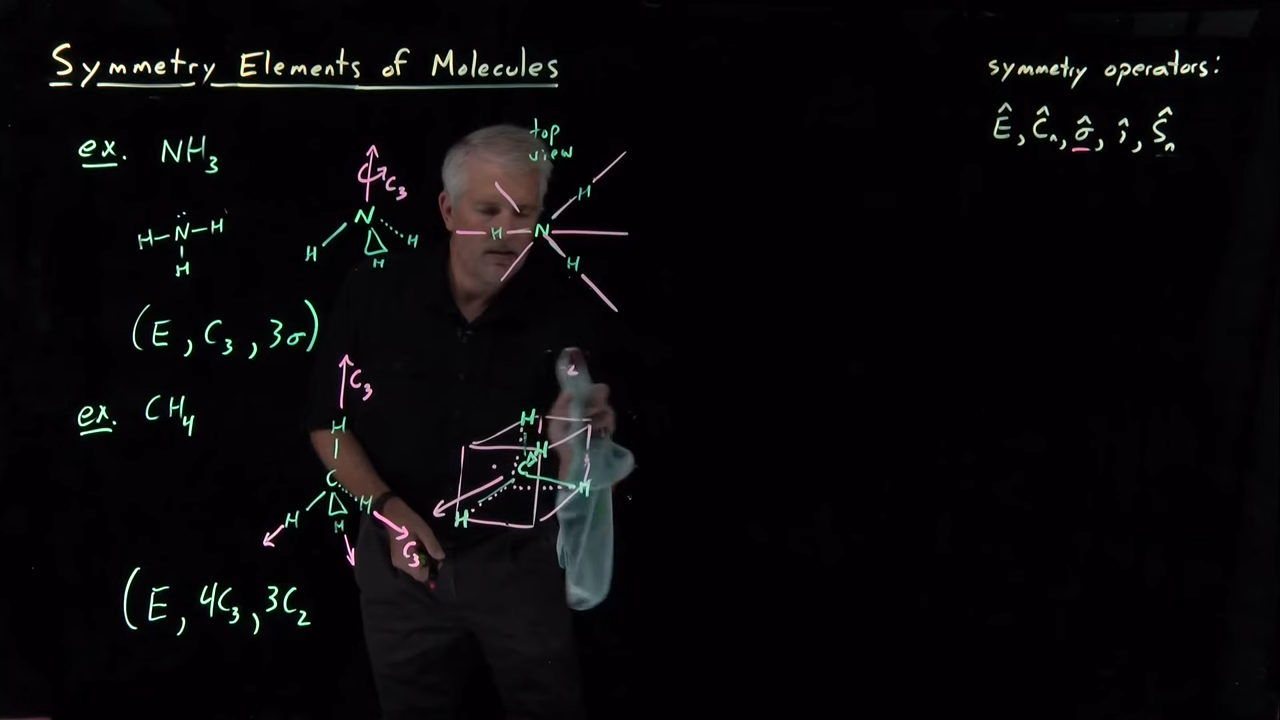 Symmetry Elements of Molecules
symmetry operators:
Ê, Ĉn, σ̂, î, Ŝn
ex. NH3
top
view
C3
N
H
H
H
H
N
H
H
H–N̈–H
H
(E, C3, 3σ)
ex. CH4
C3
H
C
H
H
H
C3
H
H
C
H
H
(E, 4C3, 3C2